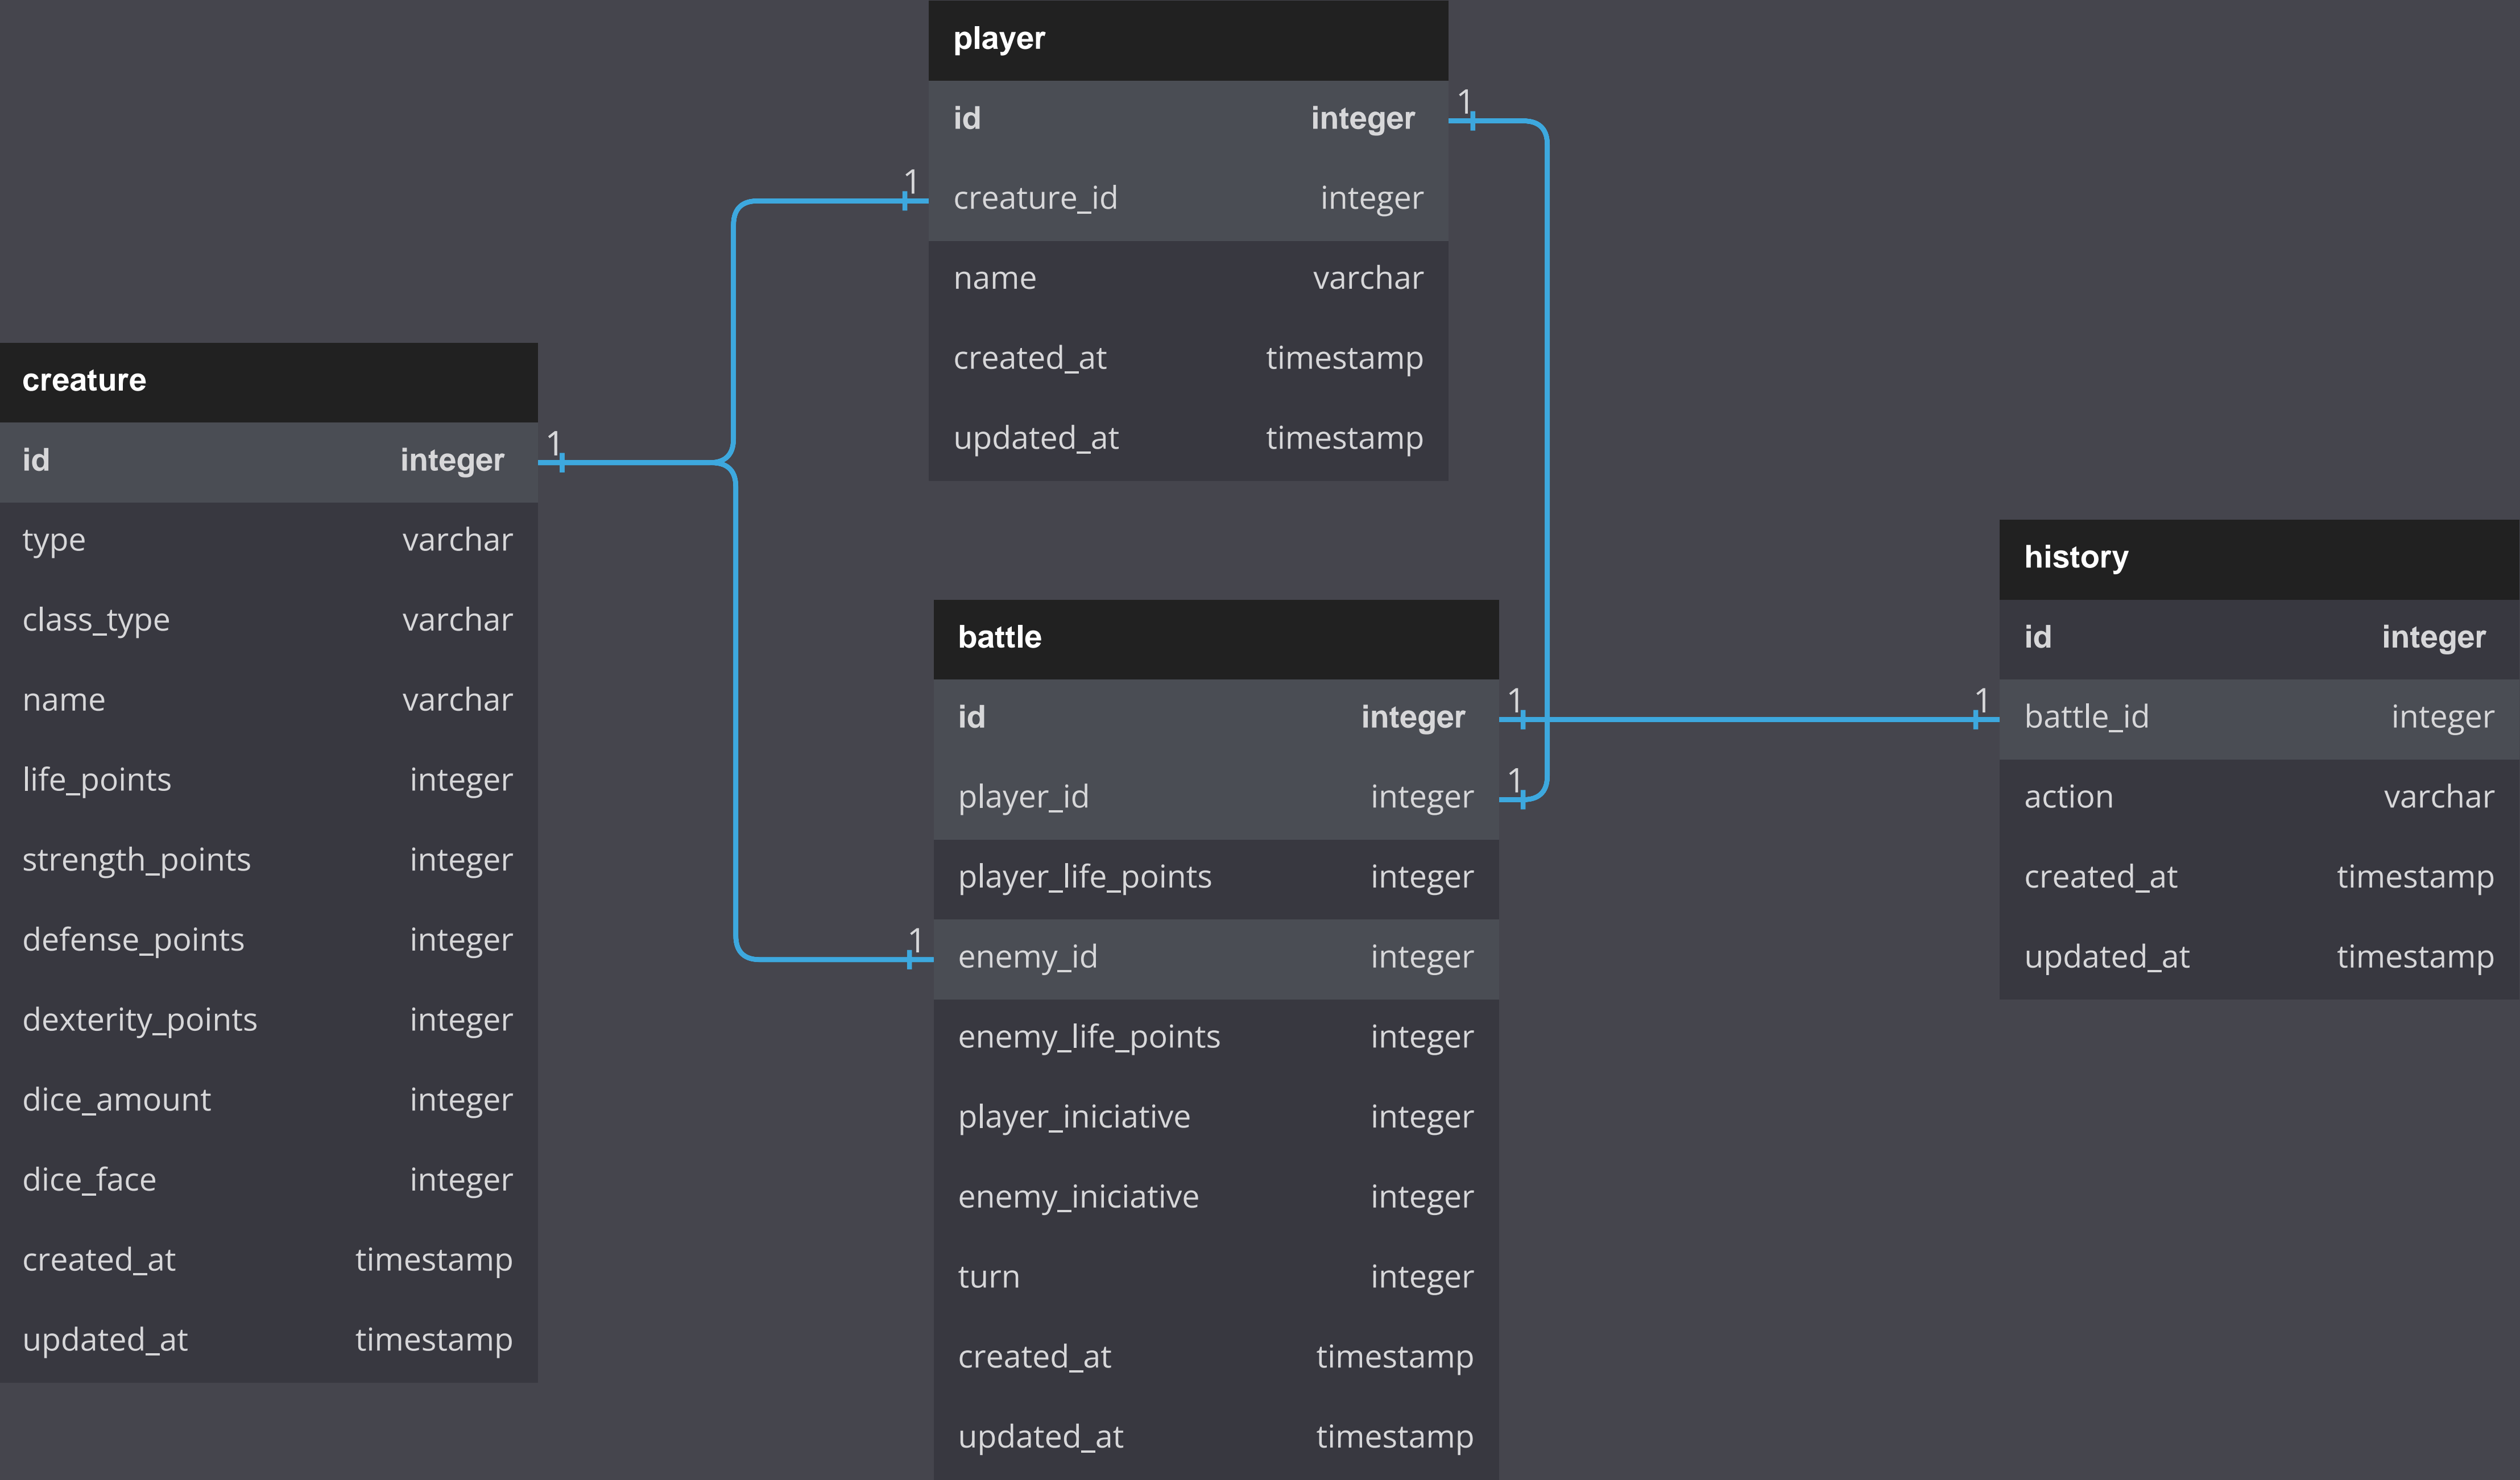 player
id integer
creature_id integer
name varchar
created_at timestamp
updated_at timestamp
1
1
creature
id integer
type varchar
class_type varchar
name varchar
life_points integer
strength_points integer
defense_points integer
dexterity_points integer
dice_amount integer
dice_face integer
created_at timestamp
updated_at timestamp
1
battle
id integer
player_id integer
player_life_points integer
enemy_id integer
enemy_life_points integer
player_iniciative integer
enemy_iniciative integer
turn integer
created_at timestamp
updated_at timestamp
1
1
1
history
id integer
battle_id integer
action varchar
created_at timestamp
updated_at timestamp
1